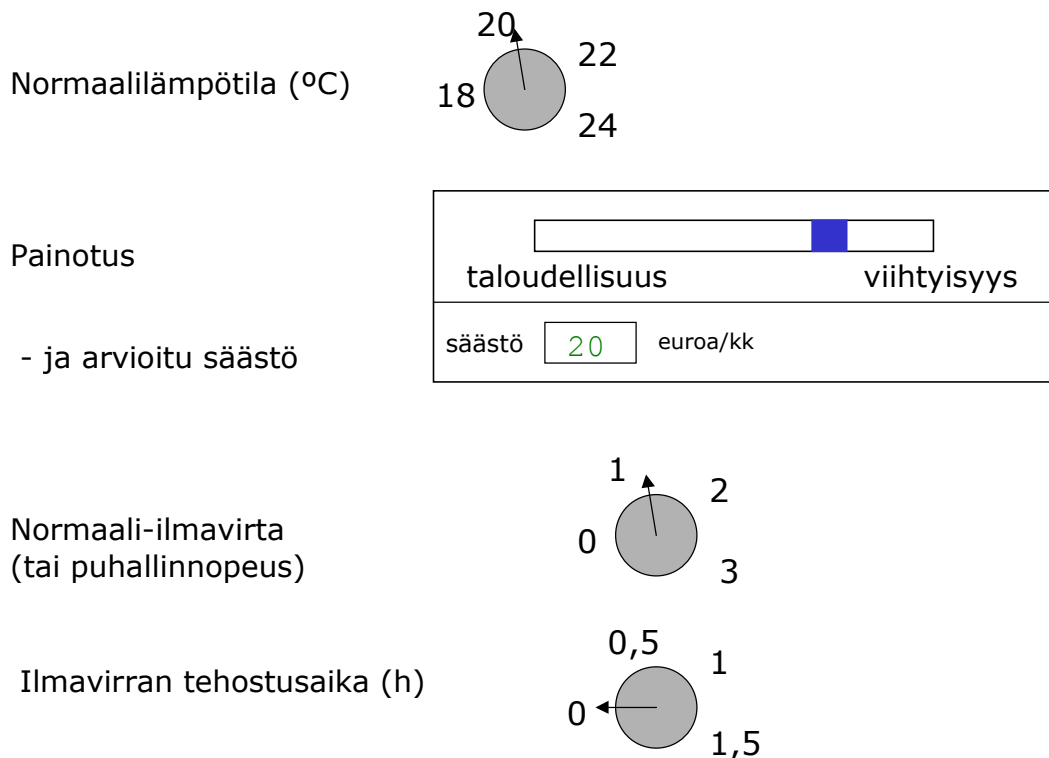 20
22
Normaalilämpötila (ºC)
18
24
Painotus
taloudellisuus viihtyisyys
- ja arvioitu säästö
säästö 20 euroa/kk
1
2
Normaali-ilmavirta
0
(tai puhallinnopeus)
3
0,5
1
Ilmavirran tehostusaika (h)
0
1,5